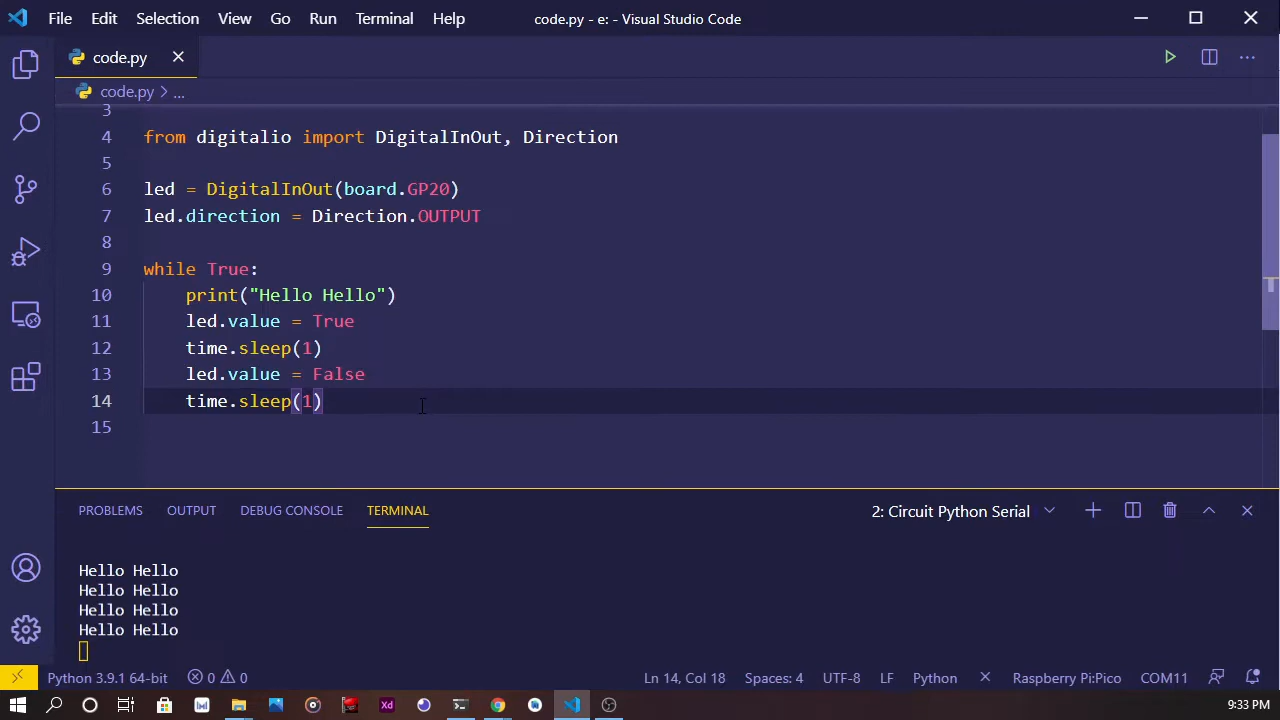 File Edit Selection View Go Run Terminal Help code.py - e: - Visual Studio Code
code.py
code.py > ...
3
4 from digitalio import DigitalInOut, Direction
5
6 led = DigitalInOut(board.GP20)
7 led.direction = Direction.OUTPUT
8
9 while True:
10 print("Hello Hello")
11 led.value = True
12 time.sleep(1)
13 led.value = False
14 time.sleep(1)
15
PROBLEMS OUTPUT DEBUG CONSOLE TERMINAL 2: Circuit Python Serial
Hello Hello
Hello Hello
Hello Hello
Hello Hello
Python 3.9.1 64-bit 0 0 Ln 14, Col 18 Spaces: 4 UTF-8 LF Python Raspberry Pi:Pico COM11
Xd 9:33 PM